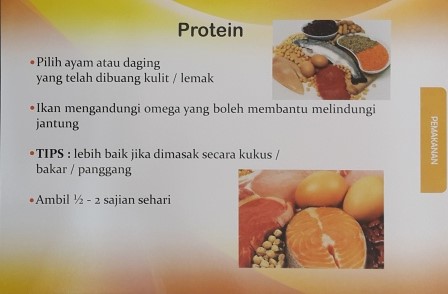 Protein
• Pilih ayam atau daging
yang telah dibuang kulit / lemak
• Ikan mengandungi omega yang boleh membantu melindungi
jantung
• TIPS : lebih baik jika dimasak secara kukus /
bakar / panggang
• Ambil ½ - 2 sajian sehari
PEMAKANAN